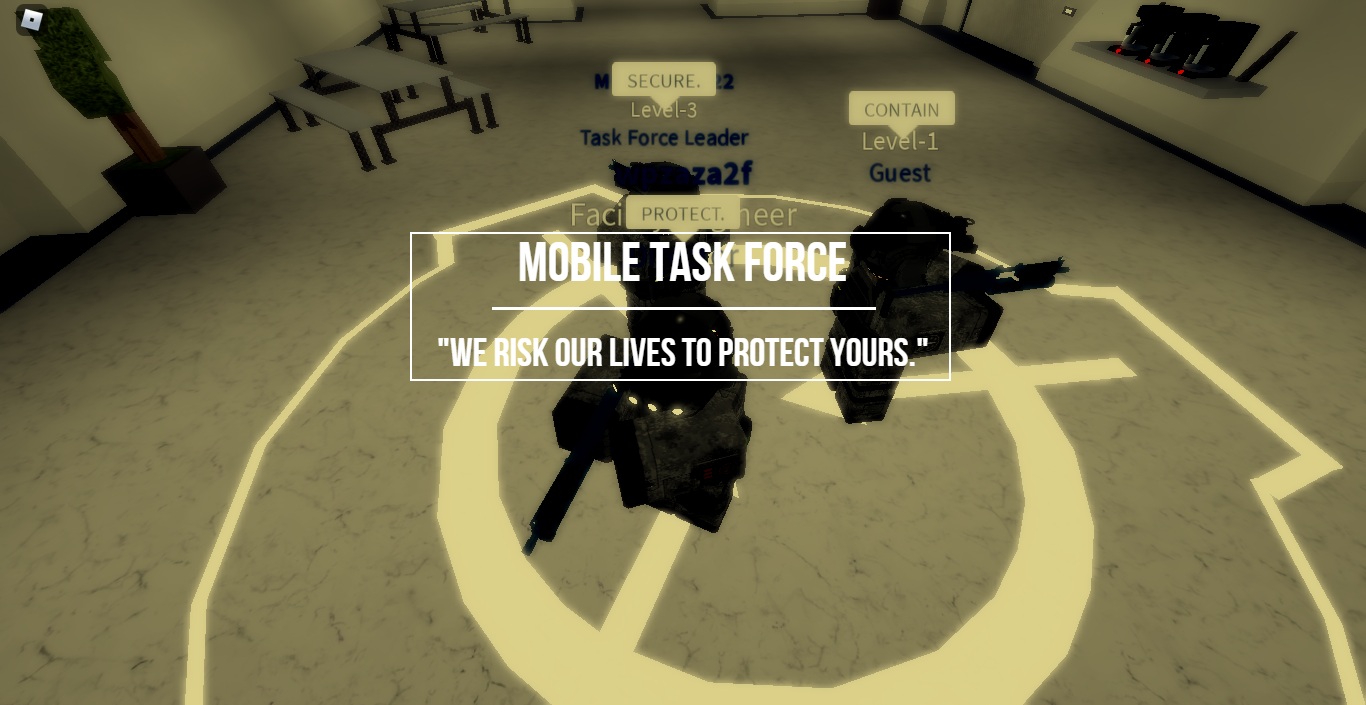 SECURE.
Level-3
Task Force Leader
CONTAIN
Level-1
Guest
PROTECT.
MOBILE TASK FORCE
"WE RISK OUR LIVES TO PROTECT YOURS."